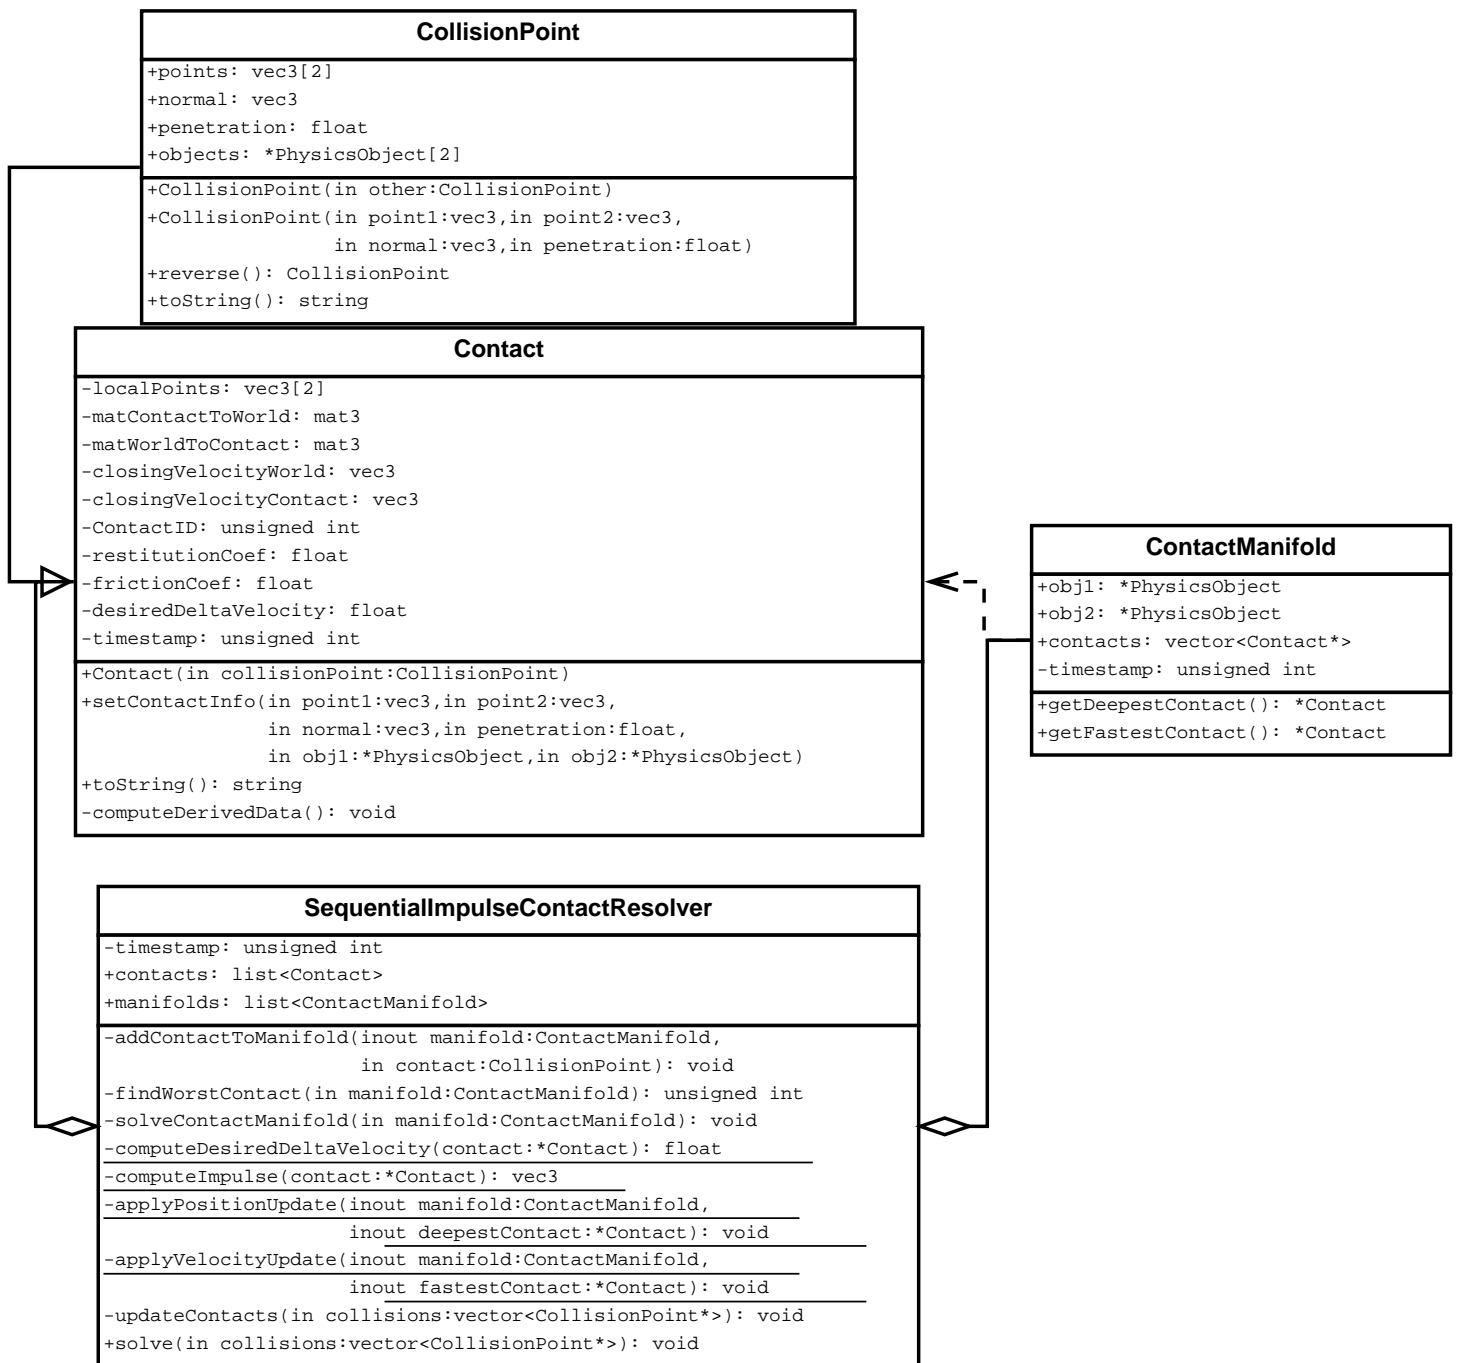 CollisionPoint
+points: vec3[2]
+normal: vec3
+penetration: float
+objects: *PhysicsObject[2]
+CollisionPoint(in other:CollisionPoint)
+CollisionPoint(in point1:vec3,in point2:vec3,
in normal:vec3,in penetration:float)
+reverse(): CollisionPoint
+toString(): string
Contact
-localPoints: vec3[2]
-matContactToWorld: mat3
-matWorldToContact: mat3
-closingVelocityWorld: vec3
-closingVelocityContact: vec3
-ContactID: unsigned int
-restitutionCoef: float
-frictionCoef: float
-desiredDeltaVelocity: float
-timestamp: unsigned int
+Contact(in collisionPoint:CollisionPoint)
+setContactInfo(in point1:vec3,in point2:vec3,
in normal:vec3,in penetration:float,
in obj1:*PhysicsObject,in obj2:*PhysicsObject)
+toString(): string
-computeDerivedData(): void
ContactManifold
+obj1: *PhysicsObject
+obj2: *PhysicsObject
+contacts: vector<Contact*>
-timestamp: unsigned int
+getDeepestContact(): *Contact
+getFastestContact(): *Contact
SequentialImpulseContactResolver
-timestamp: unsigned int
+contacts: list<Contact>
+manifolds: list<ContactManifold>
-addContactToManifold(inout manifold:ContactManifold,
in contact:CollisionPoint): void
-findWorstContact(in manifold:ContactManifold): unsigned int
-solveContactManifold(in manifold:ContactManifold): void
-computeDesiredDeltaVelocity(contact:*Contact): float
-computeImpulse(contact:*Contact): vec3
-applyPositionUpdate(inout manifold:ContactManifold,
inout deepestContact:*Contact): void
-applyVelocityUpdate(inout manifold:ContactManifold,
inout fastestContact:*Contact): void
-updateContacts(in collisions:vector<CollisionPoint*>): void
+solve(in collisions:vector<CollisionPoint*>): void